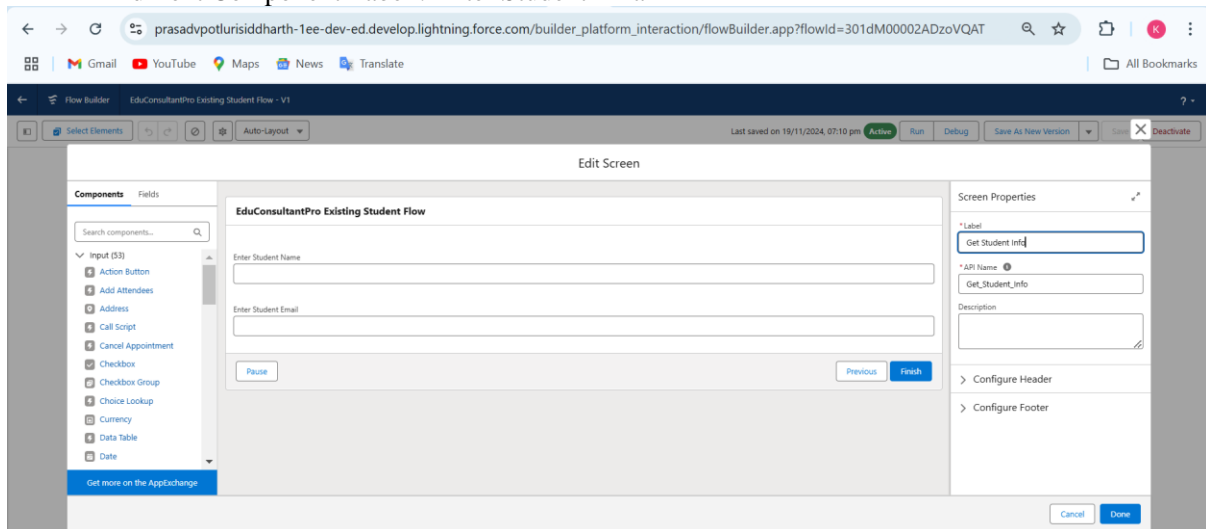 prasadvpotlurisiddharth-1ee-dev-ed.develop.lightning.force.com/builder_platform_interaction/flowBuilder.app?flowId=301dM00002ADzoVQAT
K
Gmail YouTube Maps News Translate All Bookmarks
Flow Builder EduConsultantPro Existing Student Flow - V1 ?
Select Elements Auto-Layout Last saved on 19/11/2024, 07:10 pm Active Run Debug Save As New Version Deactivate
Edit Screen
Components Fields
Search components...
Input (53)
Action Button
Add Attendees
Address
Call Script
Cancel Appointment
Checkbox
Checkbox Group
Choice Lookup
Currency
Data Table
Date
Get more on the AppExchange
EduConsultantPro Existing Student Flow
Enter Student Name
Enter Student Email
Pause Previous Finish
Screen Properties
*Label
Get Student Info
*API Name
Get_Student_Info
Description
Configure Header
Configure Footer
Cancel Done